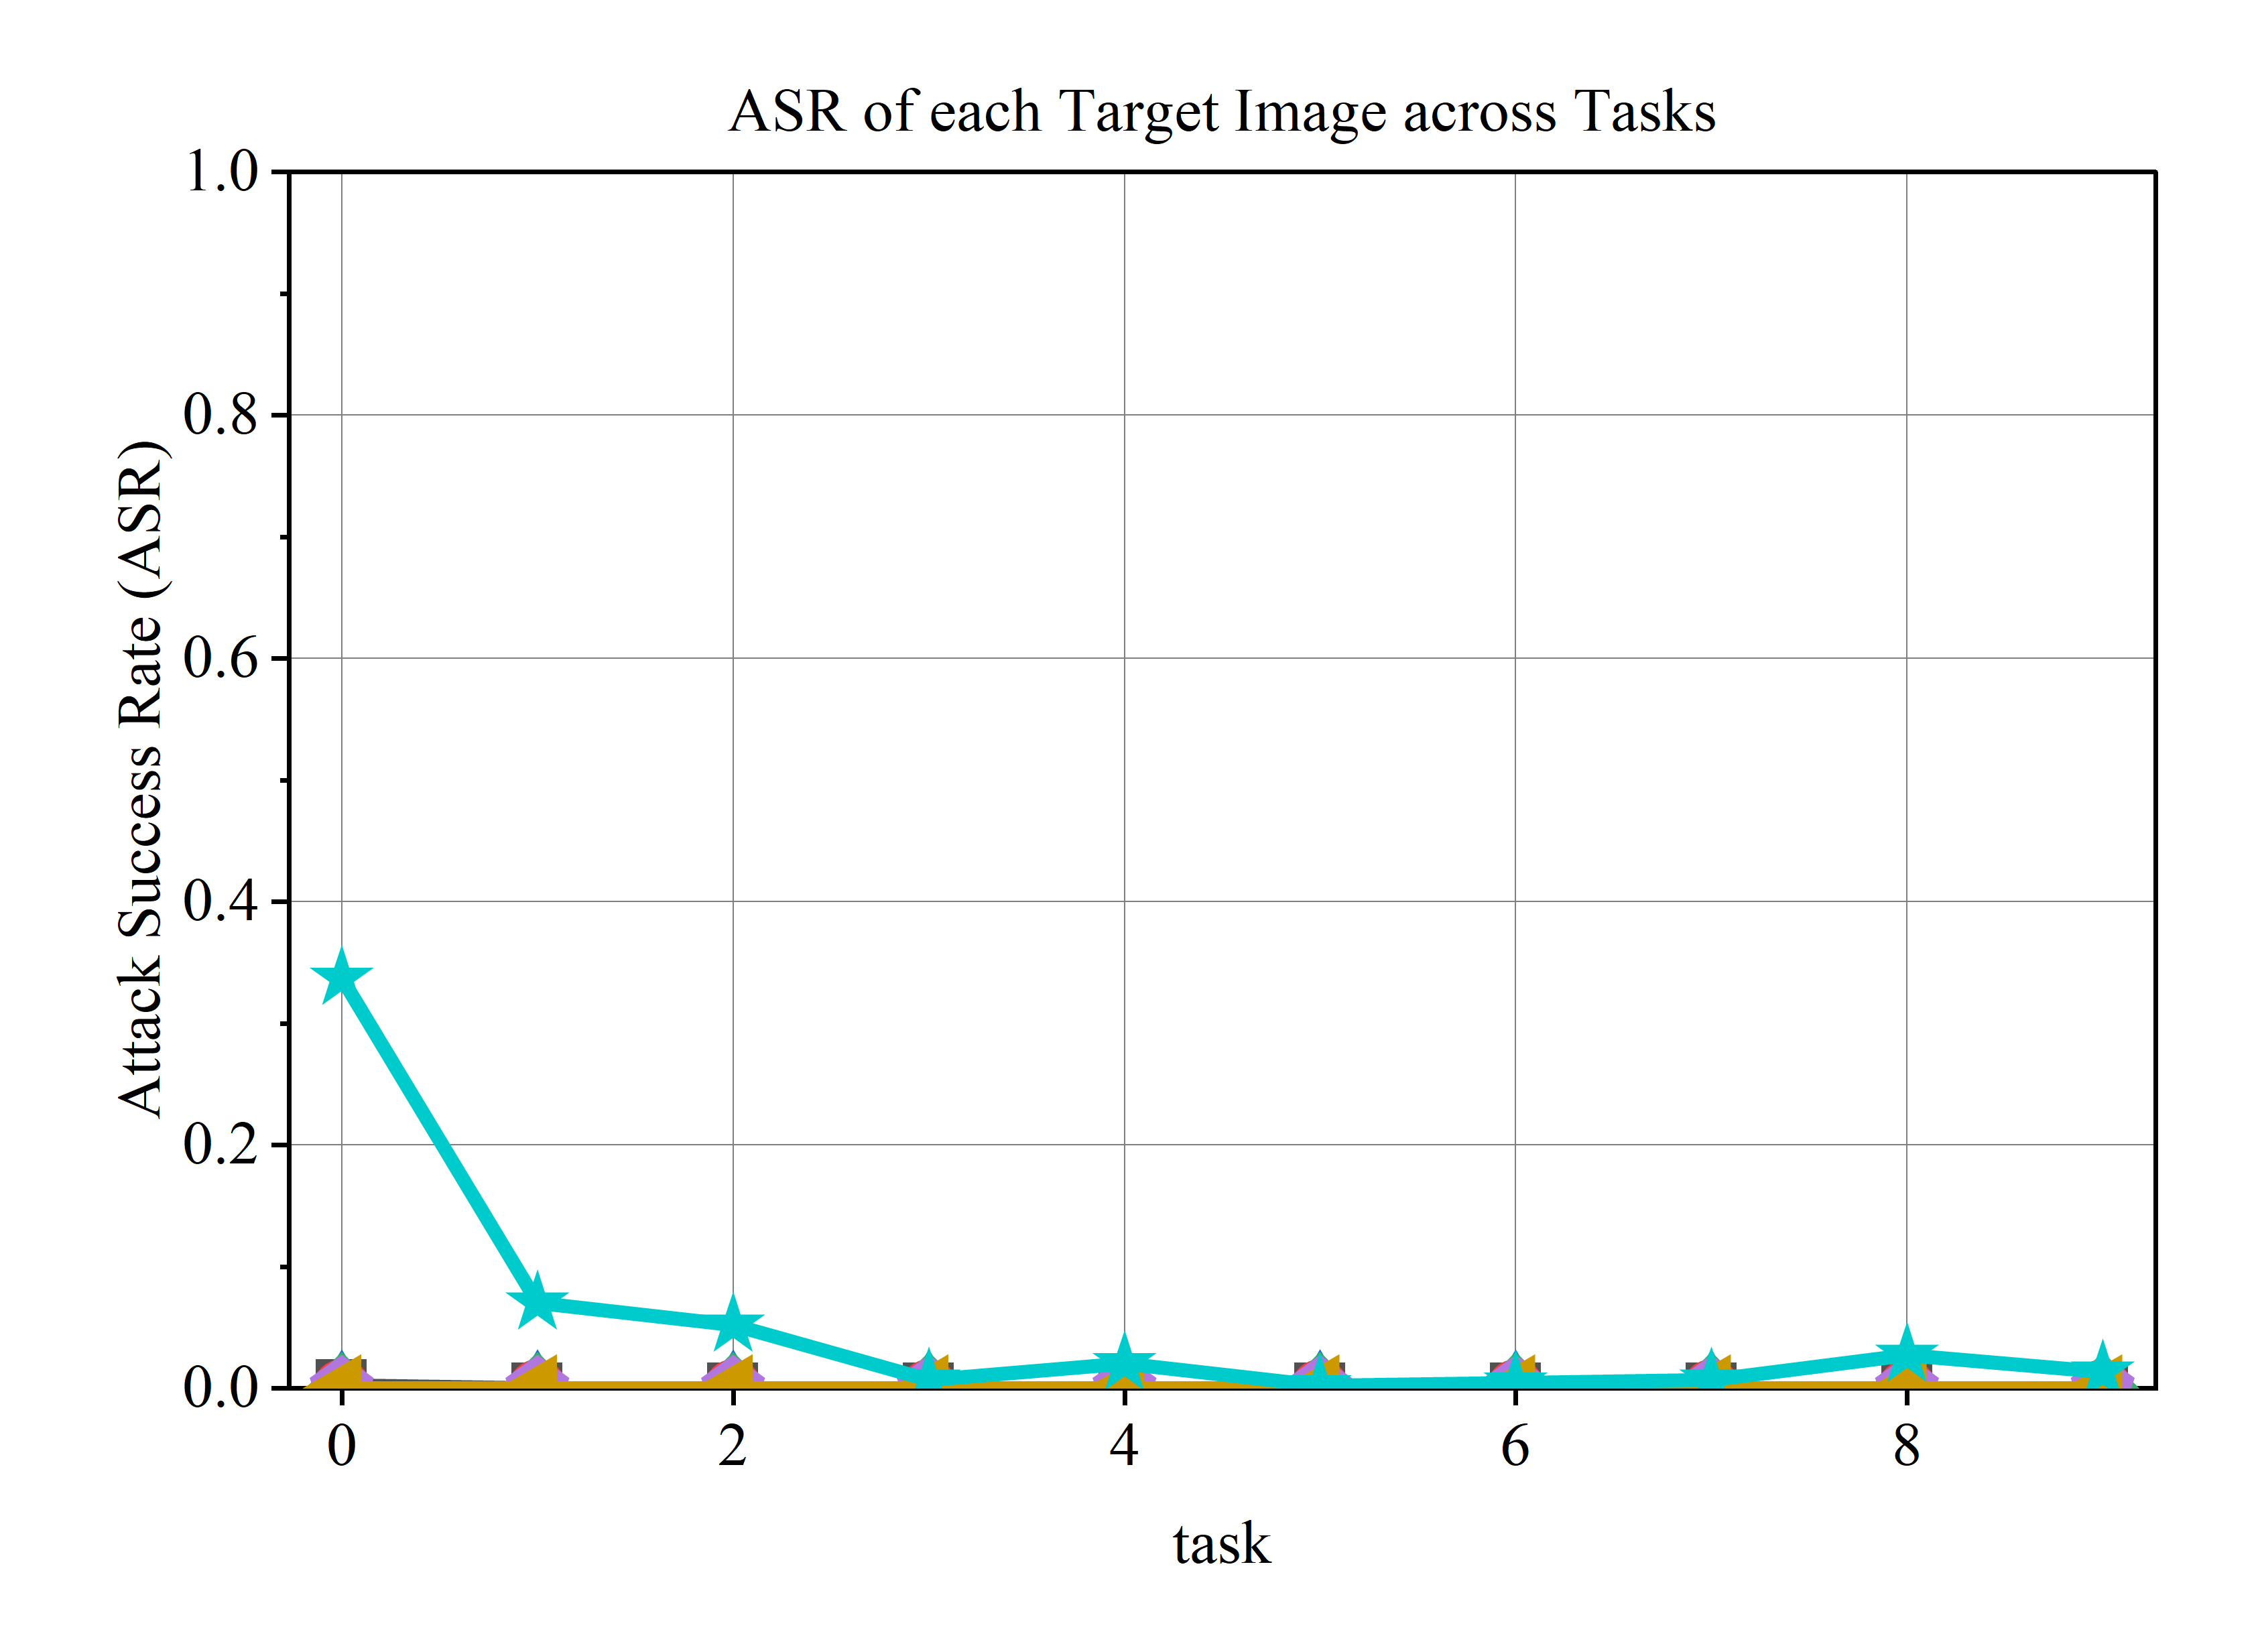 ASR of each Target Image across Tasks
1.0
0.8
0.6
0.4
0.2
0.0
Attack Success Rate (ASR)
0 2 4 6 8
task